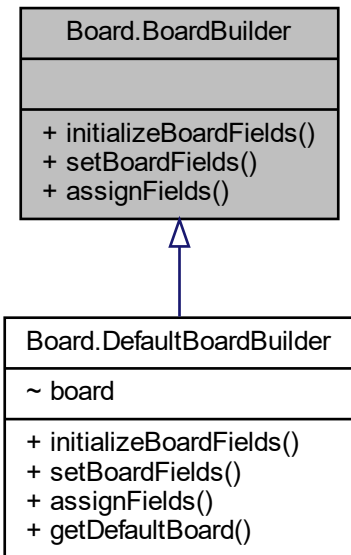 Board.BoardBuilder
+ initializeBoardFields()
+ setBoardFields()
+ assignFields()
Board.DefaultBoardBuilder
~ board
+ initializeBoardFields()
+ setBoardFields()
+ assignFields()
+ getDefaultBoard()